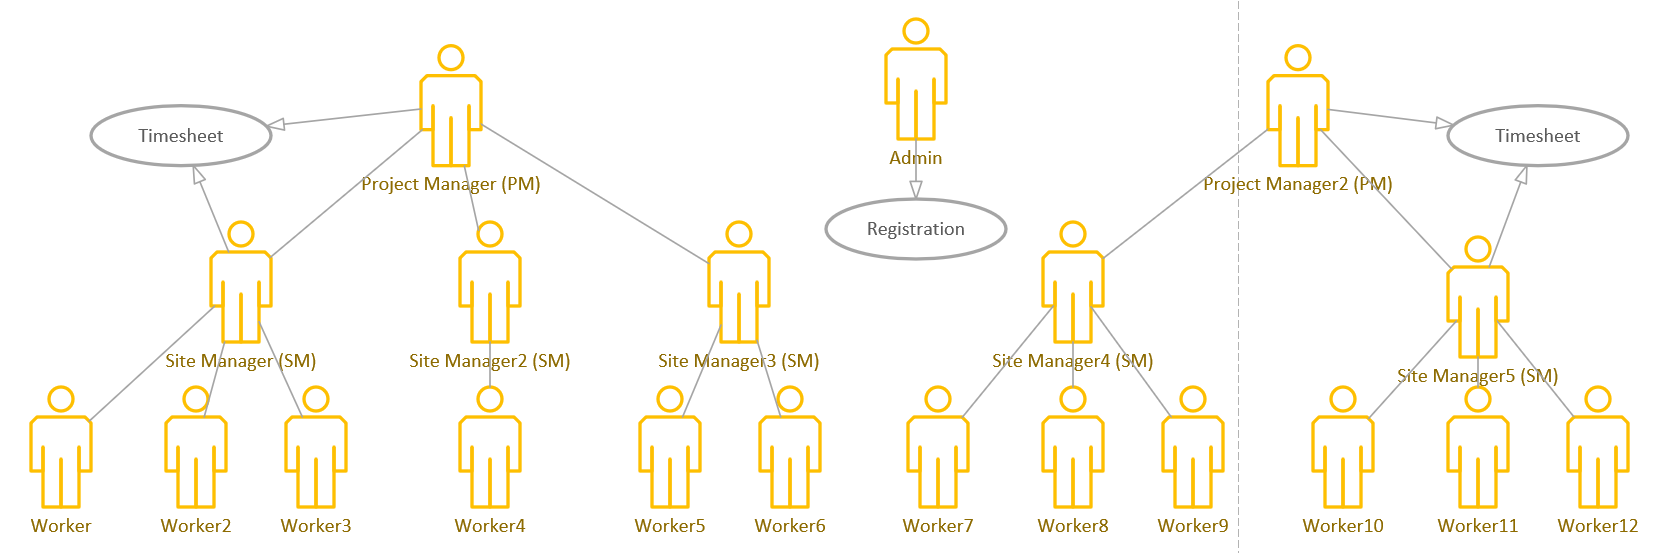 Timesheet
Admin
Timesheet
Project Manager (PM)
Project Manager2 (PM)
Registration
Site Manager (SM)
Site Manager2 (SM)
Site Manager3 (SM)
Site Manager4 (SM)
Site Manager5 (SM)
Worker
Worker2
Worker3
Worker4
Worker5
Worker6
Worker7
Worker8
Worker9
Worker10
Worker11
Worker12